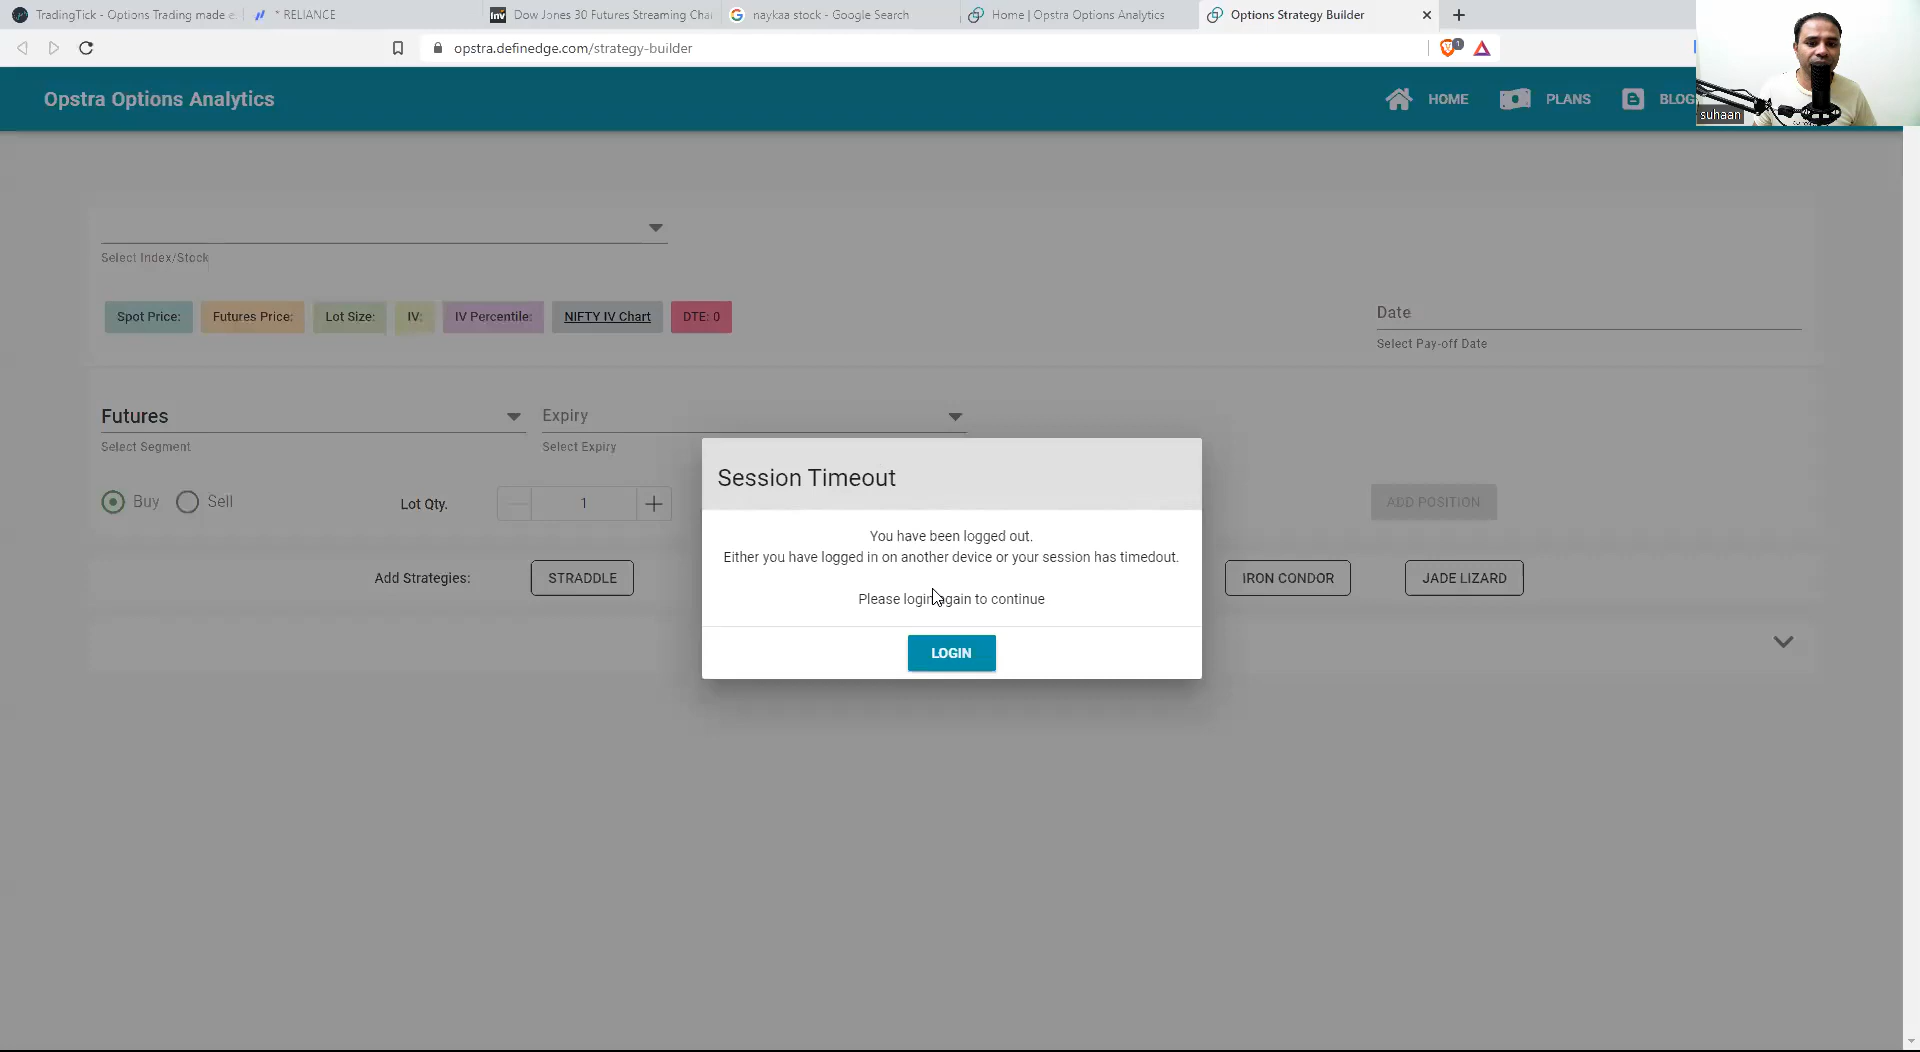 TradingTick - Options Trading made e
* RELIANCE
Inv
Dow Jones 30 Futures Streaming Cha
naykaa stock - Google Search
Home | Opstra Options Analytics
Options Strategy Builder
opstra.definedge.com/strategy-builder
1
Opstra Options Analytics
HOME
PLANS
BLOG
suhaan
Select Index/Stock
Spot Price:
Futures Price:
Lot Size:
IV:
IV Percentile:
NIFTY IV Chart
DTE: 0
Date
Select Pay-off Date
Futures
Select Segment
Expiry
Select Expiry
Buy
Sell
Lot Qty.
1
ADD POSITION
Session Timeout
You have been logged out.
Either you have logged in on another device or your session has timedout.
Please login again to continue
LOGIN
Add Strategies:
STRADDLE
IRON CONDOR
JADE LIZARD